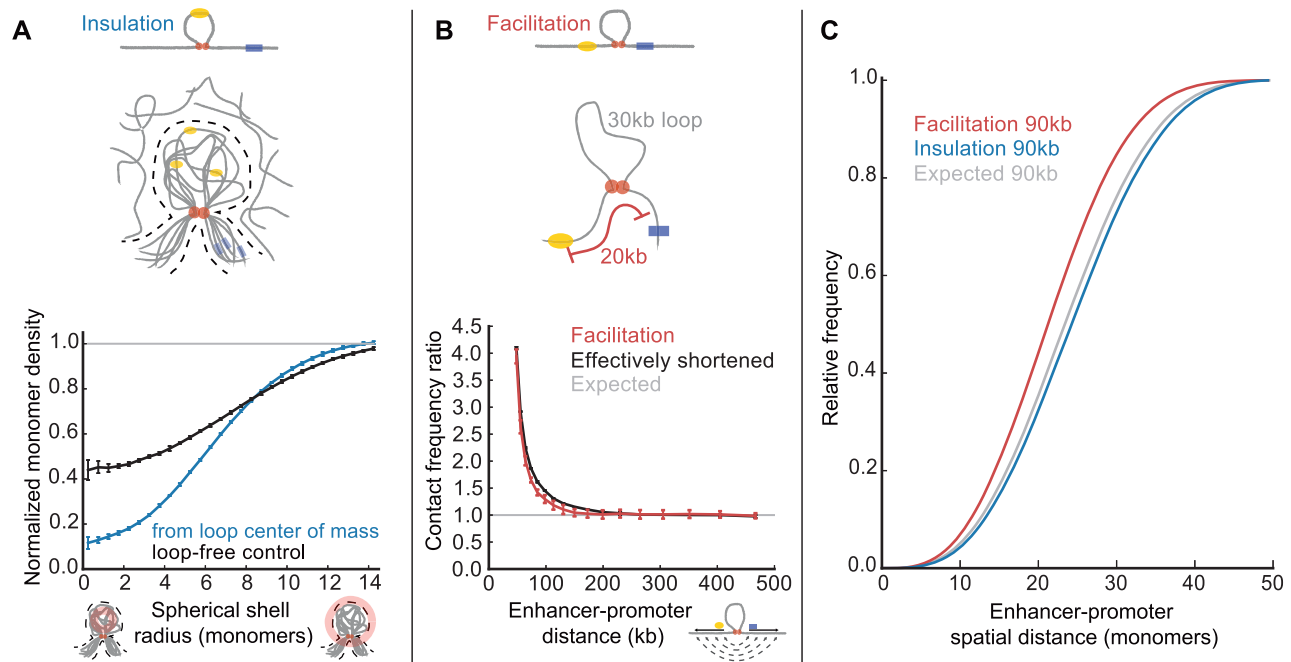 A
Insulation
Normalized monomer density
1.0
0.8
0.6
0.4
0.2
0.0
from loop center of mass
loop-free control
0 2 4 6 8 10 12 14
Spherical shell
radius (monomers)
B
Facilitation
30kb loop
20kb
Contact frequency ratio
4.5
4.0
3.5
3.0
2.5
2.0
1.5
1.0
0.5
0.0
Facilitation
Effectively shortened
Expected
0 100 200 300 400 500
Enhancer-promoter
distance (kb)
C
Relative frequency
1.0
0.8
0.6
0.4
0.2
0.0
Facilitation 90kb
Insulation 90kb
Expected 90kb
0 10 20 30 40 50
Enhancer-promoter
spatial distance (monomers)